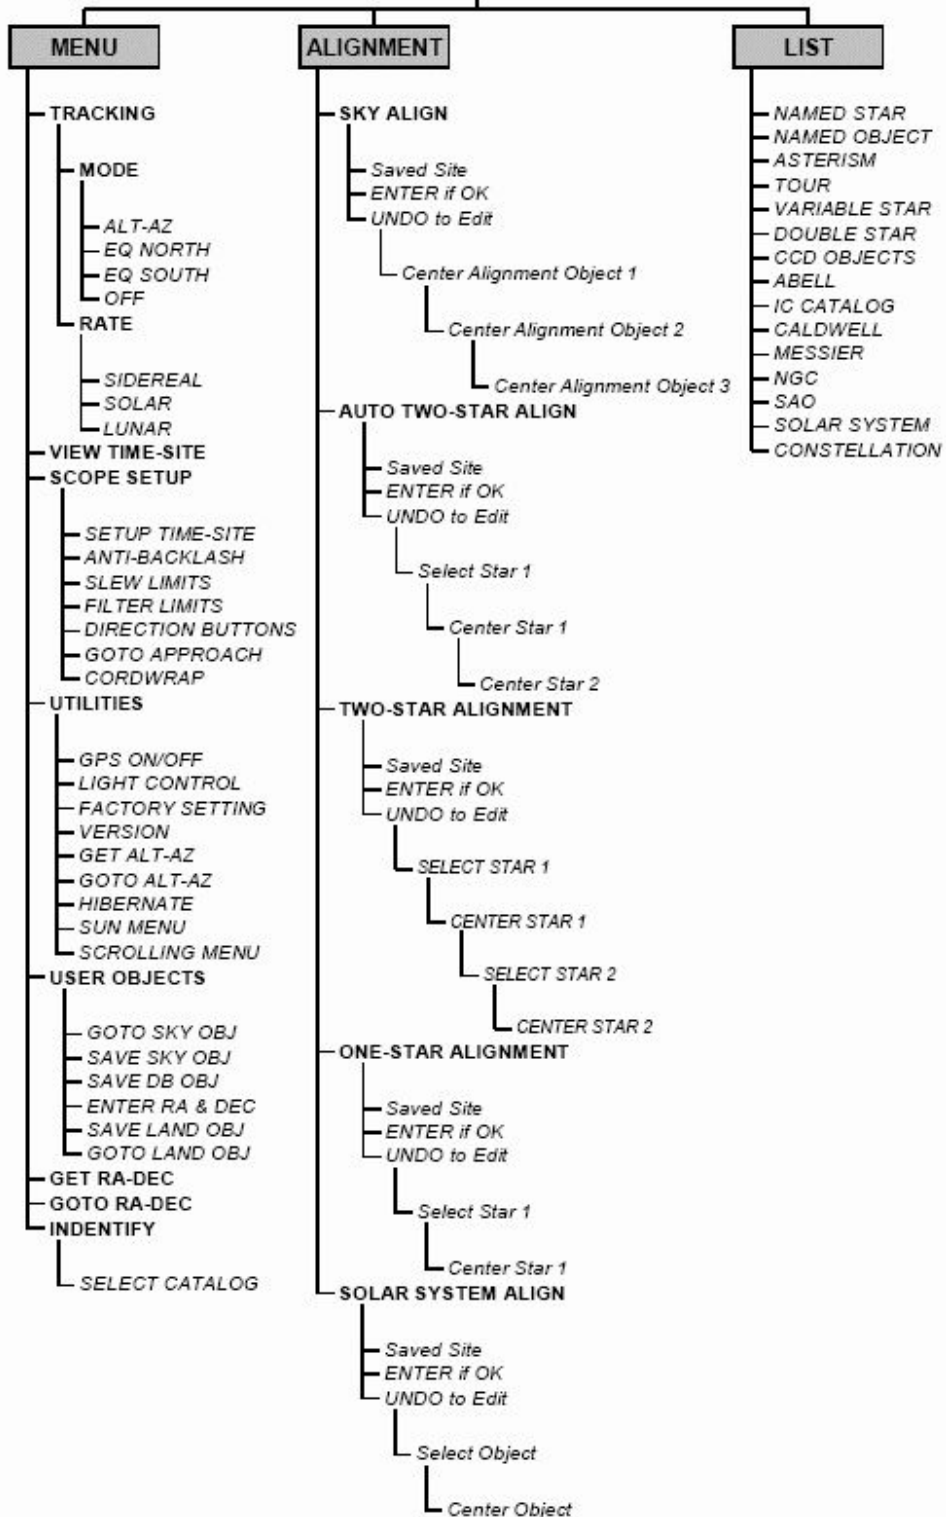 MENU
TRACKING
MODE
ALT-AZ
EQ NORTH
EQ SOUTH
OFF
RATE
SIDEREAL
SOLAR
LUNAR
VIEW TIME-SITE
SCOPE SETUP
SETUP TIME-SITE
ANTI-BACKLASH
SLEW LIMITS
FILTER LIMITS
DIRECTION BUTTONS
GOTO APPROACH
CORDWRAP
UTILITIES
GPS ON/OFF
LIGHT CONTROL
FACTORY SETTING
VERSION
GET ALT-AZ
GOTO ALT-AZ
HIBERNATE
SUN MENU
SCROLLING MENU
USER OBJECTS
GOTO SKY OBJ
SAVE SKY OBJ
SAVE DB OBJ
ENTER RA & DEC
SAVE LAND OBJ
GOTO LAND OBJ
GET RA-DEC
GOTO RA-DEC
INDENTIFY
SELECT CATALOG
ALIGNMENT
SKY ALIGN
Saved Site
ENTER if OK
UNDO to Edit
Center Alignment Object 1
Center Alignment Object 2
Center Alignment Object 3
AUTO TWO-STAR ALIGN
Saved Site
ENTER if OK
UNDO to Edit
Select Star 1
Center Star 1
Center Star 2
TWO-STAR ALIGNMENT
Saved Site
ENTER if OK
UNDO to Edit
SELECT STAR 1
CENTER STAR 1
SELECT STAR 2
CENTER STAR 2
ONE-STAR ALIGNMENT
Saved Site
ENTER if OK
UNDO to Edit
Select Star 1
Center Star 1
SOLAR SYSTEM ALIGN
Saved Site
ENTER if OK
UNDO to Edit
Select Object
Center Object
LIST
NAMED STAR
NAMED OBJECT
ASTERISM
TOUR
VARIABLE STAR
DOUBLE STAR
CCD OBJECTS
ABELL
IC CATALOG
CALDWELL
MESSIER
NGC
SAO
SOLAR SYSTEM
CONSTELLATION